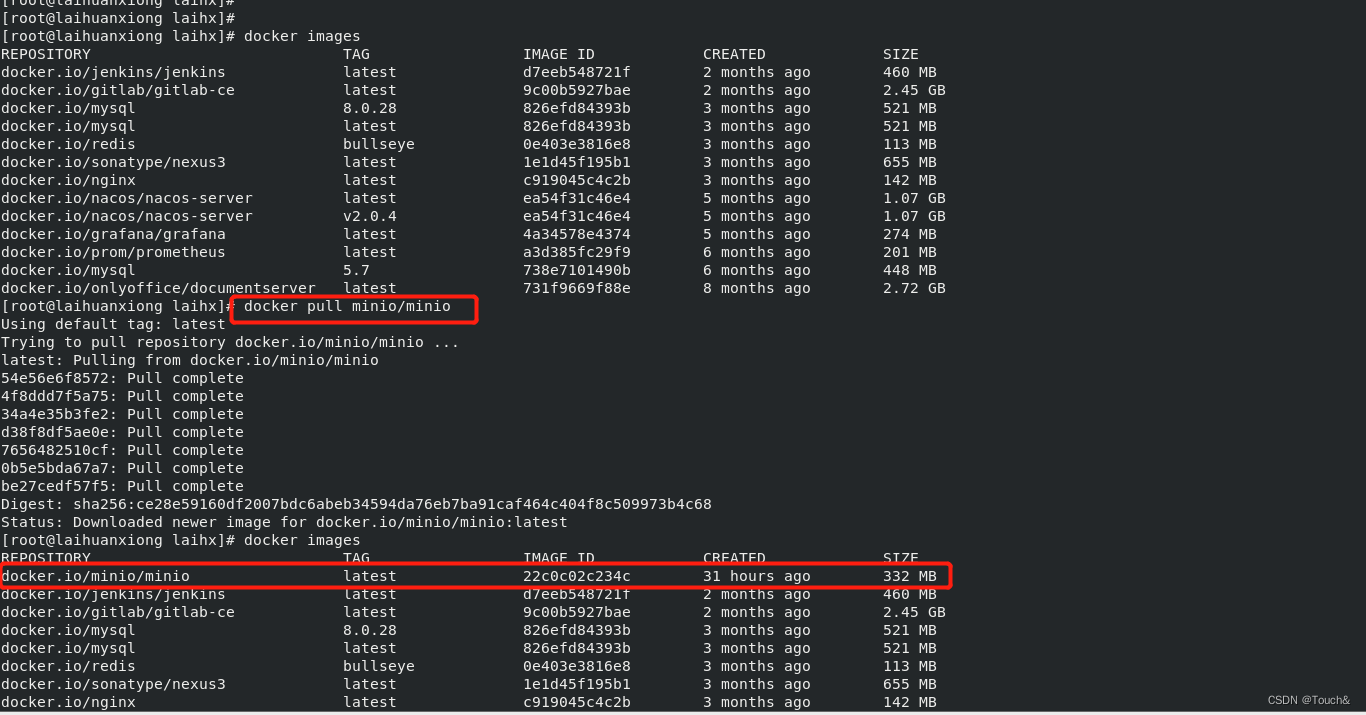 [root@laihuanxiong laihx]#
[root@laihuanxiong laihx]#
[root@laihuanxiong laihx]# docker images
REPOSITORY TAG IMAGE ID CREATED SIZE
docker.io/jenkins/jenkins latest d7eeb548721f 2 months ago 460 MB
docker.io/gitlab/gitlab-ce latest 9c00b5927bae 2 months ago 2.45 GB
docker.io/mysql 8.0.28 826efd84393b 3 months ago 521 MB
docker.io/mysql latest 826efd84393b 3 months ago 521 MB
docker.io/redis bullseye 0e403e3816e8 3 months ago 113 MB
docker.io/sonatype/nexus3 latest 1e1d45f195b1 3 months ago 655 MB
docker.io/nginx latest c919045c4c2b 3 months ago 142 MB
docker.io/nacos/nacos-server latest ea54f31c46e4 5 months ago 1.07 GB
docker.io/nacos/nacos-server v2.0.4 ea54f31c46e4 5 months ago 1.07 GB
docker.io/grafana/grafana latest 4a34578e4374 5 months ago 274 MB
docker.io/prom/prometheus latest a3d385fc29f9 6 months ago 201 MB
docker.io/mysql 5.7 738e7101490b 6 months ago 448 MB
docker.io/onlyoffice/documentserver latest 731f9669f88e 8 months ago 2.72 GB
[root@laihuanxiong laihx]# docker pull minio/minio
Using default tag: latest
Trying to pull repository docker.io/minio/minio ...
latest: Pulling from docker.io/minio/minio
54e56e6f8572: Pull complete
4f8ddd7f5a75: Pull complete
34a4e35b3fe2: Pull complete
d38f8df5ae0e: Pull complete
7656482510cf: Pull complete
0b5e5bda67a7: Pull complete
be27cedf57f5: Pull complete
Digest: sha256:ce28e59160df2007bdc6abeb34594da76eb7ba91caf464c404f8c509973b4c68
Status: Downloaded newer image for docker.io/minio/minio:latest
[root@laihuanxiong laihx]# docker images
REPOSITORY TAG IMAGE ID CREATED SIZE
docker.io/minio/minio latest 22c0c02c234c 31 hours ago 332 MB
docker.io/jenkins/jenkins latest d7eeb548721f 2 months ago 460 MB
docker.io/gitlab/gitlab-ce latest 9c00b5927bae 2 months ago 2.45 GB
docker.io/mysql 8.0.28 826efd84393b 3 months ago 521 MB
docker.io/mysql latest 826efd84393b 3 months ago 521 MB
docker.io/redis bullseye 0e403e3816e8 3 months ago 113 MB
docker.io/sonatype/nexus3 latest 1e1d45f195b1 3 months ago 655 MB
docker.io/nginx latest c919045c4c2b 3 months ago 142 MB
CSDN @Touch&